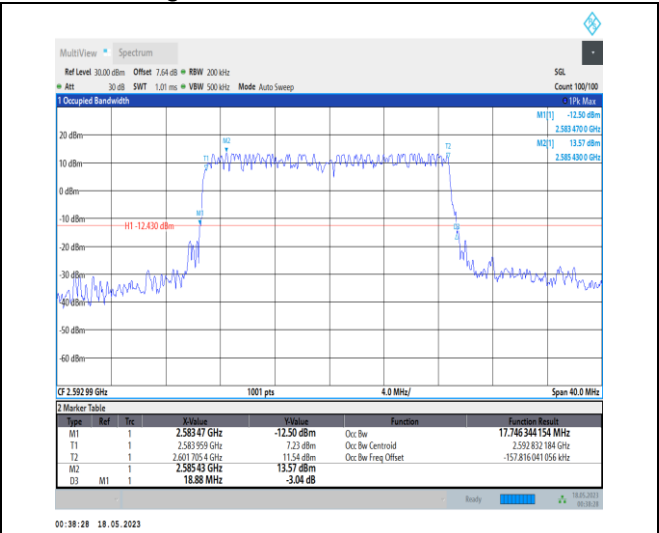 MultiView Spectrum
Ref Level 30.00 dBm Offset 7.64 dB RBW 200 kHz SGL
Att 30 dB SWT 1.01 ms VBW 500 kHz Mode Auto Sweep Count 100/100
1 Occupied Bandwidth 1Pk Max
M1[1] -12.50 dBm
2.583 470 0 GHz
M2[1] 13.57 dBm
2.585 430 0 GHz
20 dBm
M2
T2
T1
10 dBm
0 dBm
-10 dBm
M1
H1 -12.430 dBm
D3
-20 dBm
-30 dBm
-40 dBm
-50 dBm
-60 dBm
CF 2.592 99 GHz 1001 pts 4.0 MHz/ Span 40.0 MHz
2 Marker Table
Type Ref Trc X-Value Y-Value Function Function Result
M1 1 2.583 47 GHz -12.50 dBm Occ Bw 17.746 344 154 MHz
T1 1 2.583 959 GHz 7.23 dBm Occ Bw Centroid 2.592 832 184 GHz
T2 1 2.601 705 4 GHz 11.54 dBm Occ Bw Freq Offset -157.816 041 056 kHz
M2 1 2.585 43 GHz 13.57 dBm
D3 M1 1 18.88 MHz -3.04 dB
Ready 18.05.2023
00:38:28
00:38:28 18.05.2023